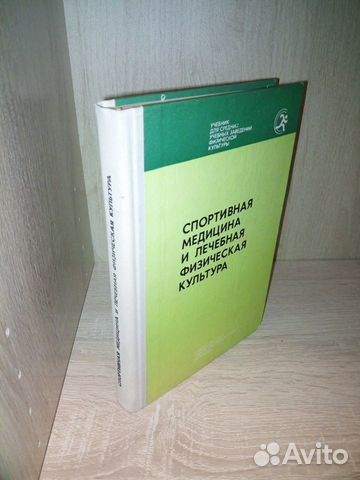 СПОРТИВНАЯ МЕДИЦИНА И ЛЕЧЕБНАЯ ФИЗИЧЕСКАЯ КУЛЬТУРА
УЧЕБНИК
ДЛЯ СРЕДНИХ
УЧЕБНЫХ ЗАВЕДЕНИЙ
ФИЗИЧЕСКОЙ
КУЛЬТУРЫ
СПОРТИВНАЯ
МЕДИЦИНА
И ЛЕЧЕБНАЯ
ФИЗИЧЕСКАЯ
КУЛЬТУРА
Avito